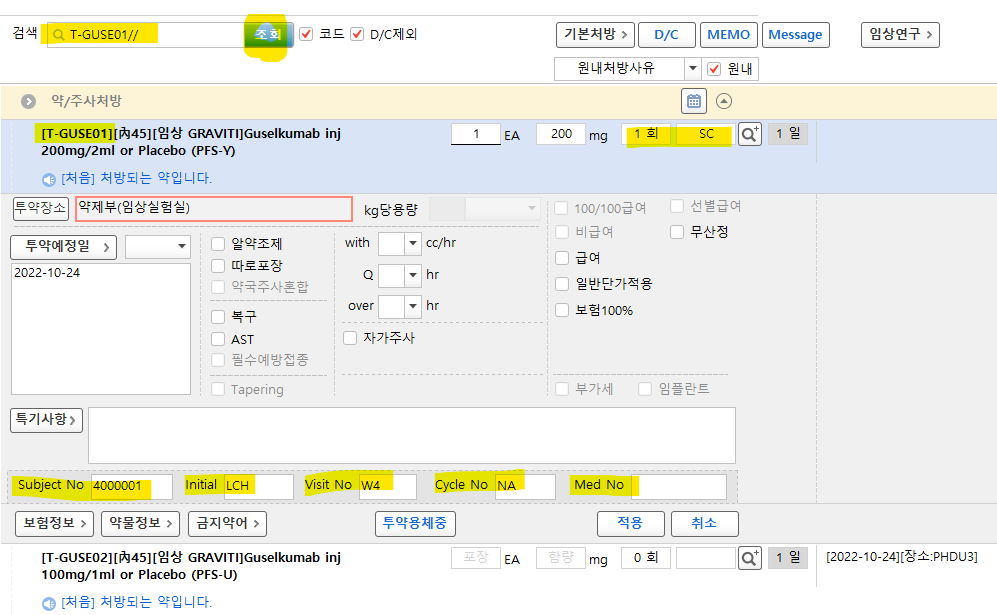 검색 T-GUSE01// 조회 코드 D/C제외 기본처방 D/C MEMO Message 임상연구
원내처방사유 원내
약/주사처방
[T-GUSE01][內45][임상 GRAVITI]Guselkumab inj 1 EA 200 mg 1 회 SC 1 일
200mg/2ml or Placebo (PFS-Y)
[처음] 처방되는 약입니다.
투약장소 약제부(임상실험실) kg당용량 100/100급여 선별급여
비급여 무산정
투약예정일 알약조제 with cc/hr
2022-10-24 따로포장 급여
약국주사혼합 Q hr 일반단가적용
복구 over hr 보험100%
AST 자가주사
필수예방접종
Tapering 부가세 임플란트
특기사항
Subject No 4000001 Initial LCH Visit No W4 Cycle No NA Med No
보험정보 약물정보 금지약어 투약용체중 적용 취소
[T-GUSE02][內45][임상 GRAVITI]Guselkumab inj 포장 EA 함량 mg 0 회 1 일 [2022-10-24][장소:PHDU3]
100mg/1ml or Placebo (PFS-U)
[처음] 처방되는 약입니다.